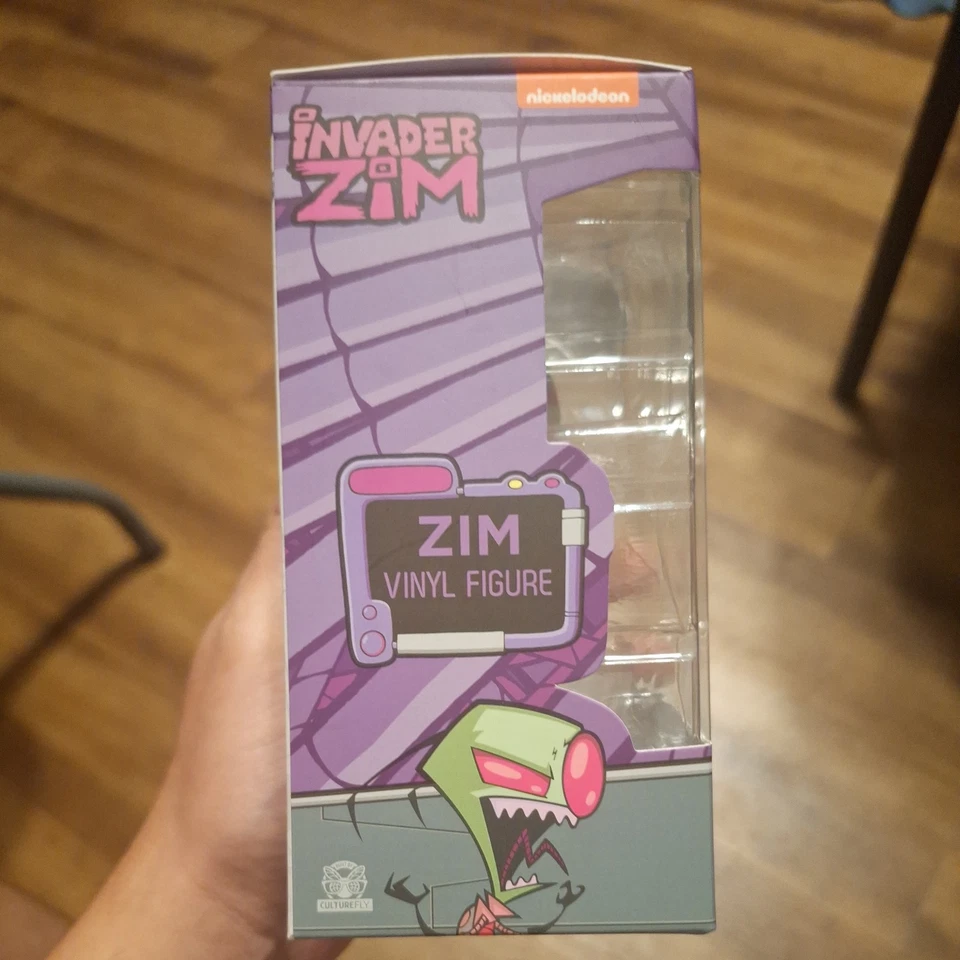 nickelodeon
INVADER
ZIM
ZIM
VINYL FIGURE
CULTUREFLY